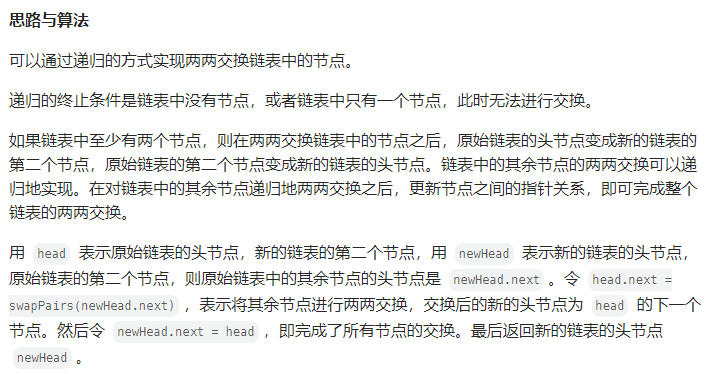 思路与算法
可以通过递归的方式实现两两交换链表中的节点。
递归的终止条件是链表中没有节点，或者链表中只有一个节点，此时无法进行交换。
如果链表中至少有两个节点，则在两两交换链表中的节点之后，原始链表的头节点变成新的链表的
第二个节点，原始链表的第二个节点变成新的链表的头节点。链表中的其余节点的两两交换可以递
归地实现。在对链表中的其余节点递归地两两交换之后，更新节点之间的指针关系，即可完成整个
链表的两两交换。
用 head 表示原始链表的头节点，新的链表的第二个节点，用 newHead 表示新的链表的头节点，
原始链表的第二个节点，则原始链表中的其余节点的头节点是 newHead.next 。令 head.next =
swapPairs(newHead.next) ，表示将其余节点进行两两交换，交换后的新的头节点为 head 的下一个
节点。然后令 newHead.next = head ，即完成了所有节点的交换。最后返回新的链表的头节点
newHead 。